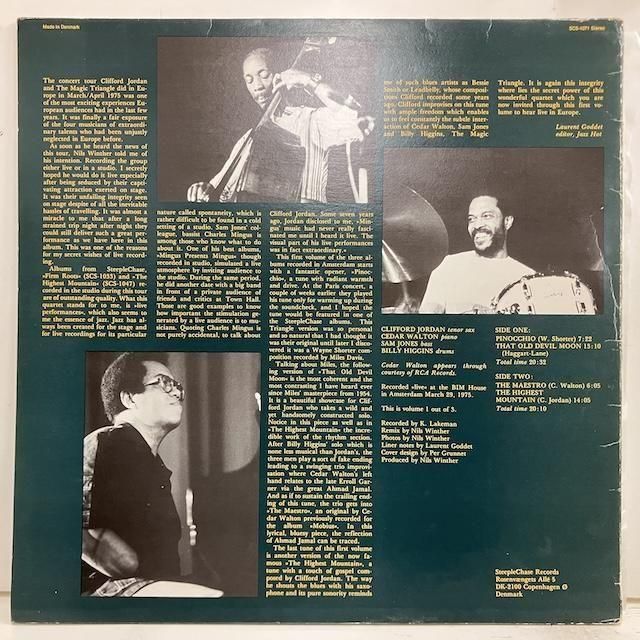 Made in Denmark
SCS-1071 Stereo
The concert tour Clifford Jordan
and The Magic Triangle did in Eu-
rope in March/April 1975 was one
of the most exciting experiences Eu-
ropean audiences had in the last few
years. It was finally a fair exposure
of the four musicians of extraordi-
nary talents who had been unjustly
neglected in Europe before.
As soon as he heard the news of
this tour, Nils Winther told me of
his intention. Recording the group
either live or in a studio. I secretly
hoped he would do it live especially
after being seduced by their capti-
vating attraction exerted on stage.
It was their unfailing integrity seen
on stage despite of all the inevitable
hassles of travelling. It was almost a
miracle to me that after a long
strained trip night after night they
could still deliver such a great per-
formance as we have here in this
album. This was one of the reasons
for my secret wishes of live record-
ing.
Albums from SteepleChase,
»Firm Roots« (SCS-1033) and »The
Highest Mountain« (SCS-1047) re-
corded in the studio during this tour
are of outstanding quality. What this
quartet stands for to me, is »live
performances«, which also seems to
me the essence of jazz. Jazz has al-
ways been created for the stage and
for live recordings for its particular
nature called spontaneity, which is
rather difficult to be found in a cold
setting of a studio. Sam Jones' col-
league, bassist Charles Mingus is
among those who know what to do
about it. One of his best albums,
»Mingus Presents Mingus« though
recorded in studio, simulated a live
atmosphere by inviting audience to
the studio. During the same period,
he did another date with a big band
in front of a private audience of
friends and critics at Town Hall.
Those are good examples to know
how important the stimulation ge-
nerated by a live audience is to mu-
sicians. Quoting Charles Mingus is
not purely accidental, to talk about
Clifford Jordan. Some seven years
ago, Jordan disclosed to me, »Min-
gus' music had never really fasci-
nated me until I heard it live. The
visual part of his live performances
was in fact extraordinary.«
This first volume of the three al-
bums recorded in Amsterdam starts
with a fantastic opener, »Pinoc-
chio«, a tune with radiant warmth
and drive. At the Paris concert, a
couple of weeks earlier they played
his tune only for warming up during
the soundcheck, and I hoped the
tune would be featured in one of
the SteepleChase albums. This
Triangle version was so personal
and so natural that I had thought it
was their original until later I disco-
vered it was a Wayne Shorter com-
position recorded by Miles Davis.
Talking about Miles, the follow-
ing version of »That Old Devil
Moon« is the most coherent and the
most contrasting I have heard ever
since Miles' masterpiece from 1954.
It is a beautiful showcase for Clif-
ford Jordan who takes a wild and
yet handsomely constructed solo.
Notice in this piece as well as in
»The Highest Mountain« the incre-
dible work of the rhythm section.
After Billy Higgins' solo which is
none less musical than Jordan's, the
three men play a sort of fake ending
leading to a swinging trio improvi-
sation where Cedar Walton's left
hand relates to the late Erroll Gar-
ner via the great Ahmad Jamal.
And as if to sustain the trailing end-
ing of this tune, the trio gets into
»The Maestro«, an original by Ce-
dar Walton previously recorded for
the album »Mobius«. In this
lyrical, bluesy piece, the reflection
of Ahmad Jamal can be traced.
The last tune of this first volume
is another version of the now fa-
mous »The Highest Mountain«, a
tune with a touch of gospel com-
posed by Clifford Jordan. The way
he shouts the blues with his saxo-
phone and its pure sonority reminds
me of such blues artists as Bessie
Smith or Leadbelly, whose composi-
tions Clifford recorded some years
ago. Clifford improvises on this tune
with ample freedom which enables
us to feel constantly the subtle inter-
action of Cedar Walton, Sam Jones
and Billy Higgins, The Magic
Triangle. It is again this integrity
where lies the secret power of this
wonderful quartet which you are
now invited through this first vo-
lume to hear live in Europe.
Laurent Goddet
editor, Jazz Hot
CLIFFORD JORDAN tenor sax
CEDAR WALTON piano
SAM JONES bass
BILLY HIGGINS drums
Cedar Walton appears through
courtesy of RCA Records.
Recorded »live« at the BIM House
in Amsterdam March 29, 1975.
This is volume 1 out of 3.
Recorded by K. Lakeman
Remix by Nils Winther
Photos by Nils Winther
Liner notes by Laurent Goddet
Cover design by Per Grunnet
Produced by Nils Winther
SIDE ONE:
PINOCCHIO (W. Shorter) 7:22
THAT OLD DEVIL MOON 13:10
(Haggart-Lane)
Total time 20:32
SIDE TWO:
THE MAESTRO (C. Walton) 6:05
THE HIGHEST
MOUNTAIN (C. Jordan) 14:05
Total time 20:10
SteepleChase Records
Rosenvængets Allé 5
DK-2100 Copenhagen Ø
Denmark